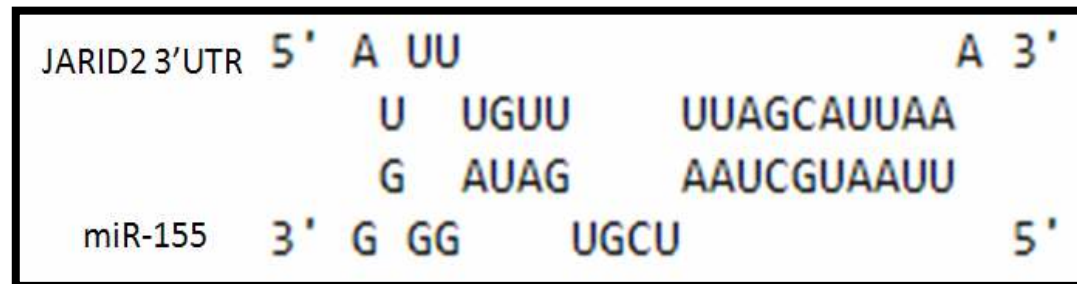 JARID2 3’UTR 5' A UU A 3'
U UGUU UUAGCAUUAA
G AUAG AAUCGUAAUU
miR-155 3' G GG UGCU 5'